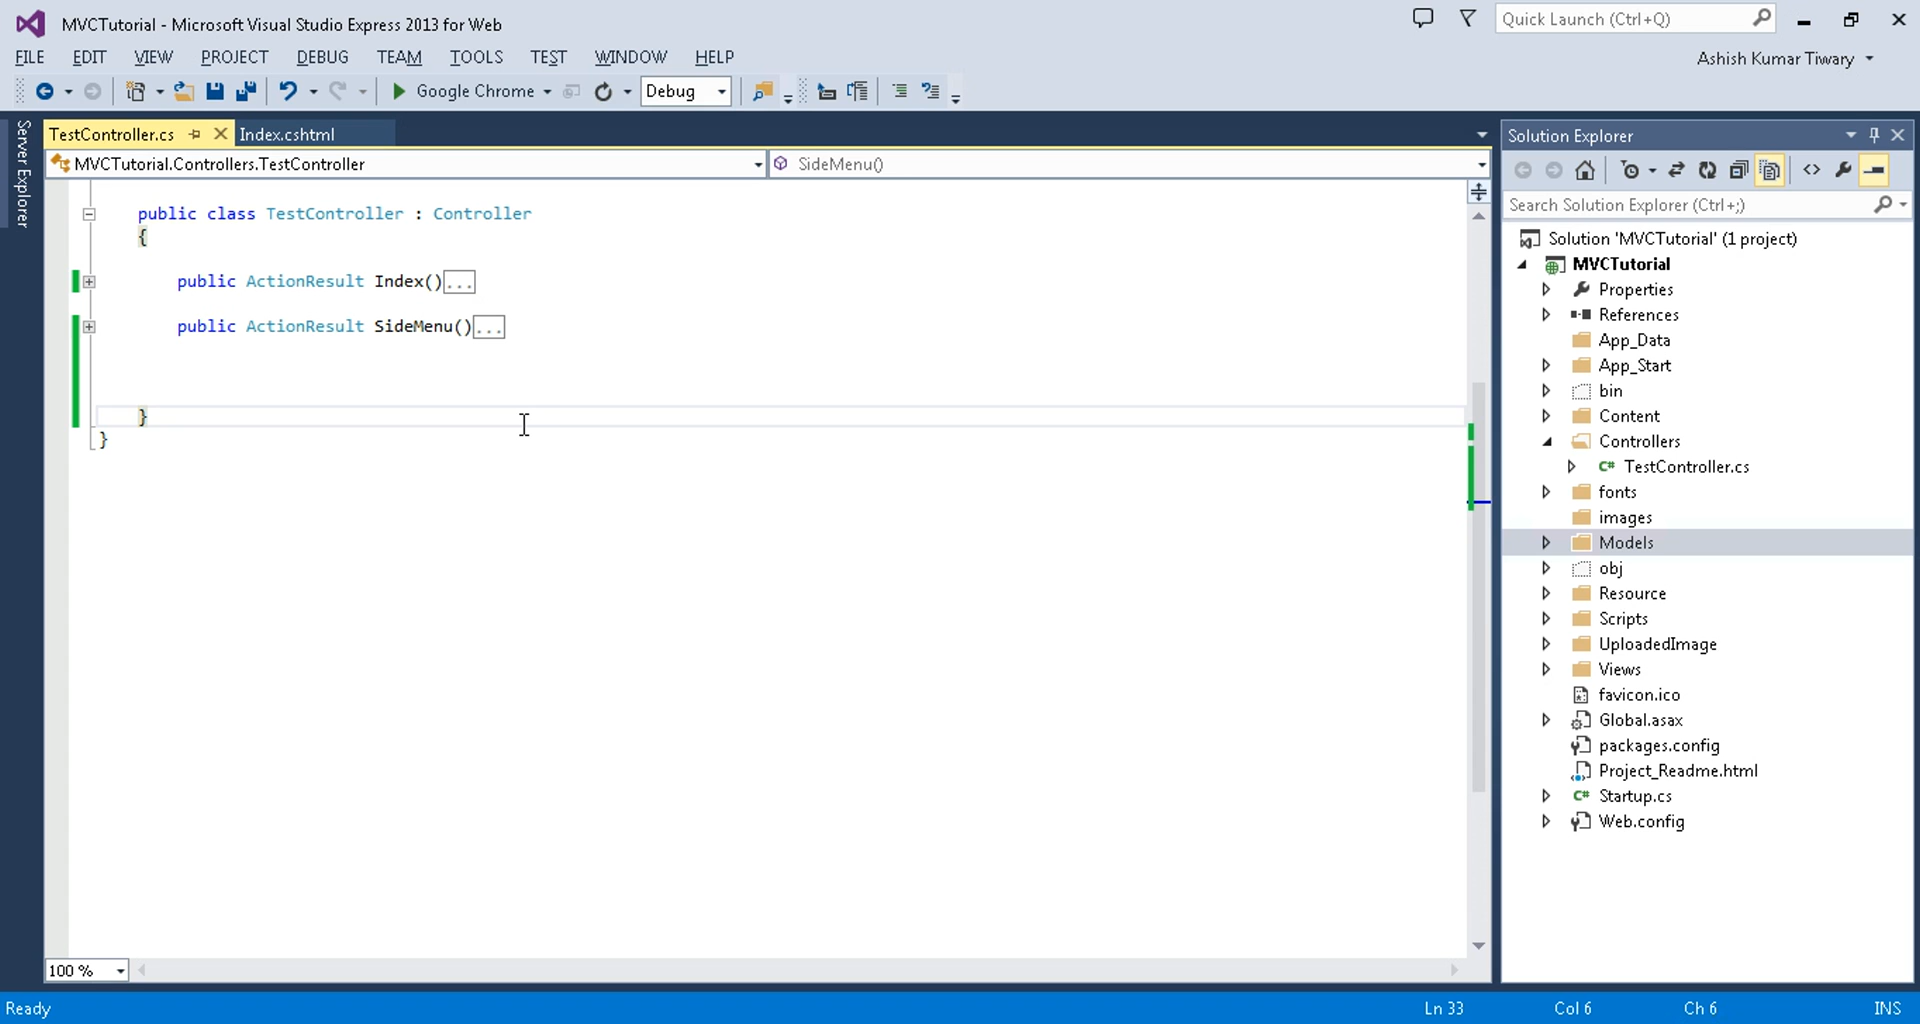 MVCTutorial - Microsoft Visual Studio Express 2013 for Web
Quick Launch (Ctrl+Q)
FILE EDIT VIEW PROJECT DEBUG TEAM TOOLS TEST WINDOW HELP
Ashish Kumar Tiwary
Google Chrome Debug
Server Explorer
TestController.cs Index.cshtml
MVCTutorial.Controllers.TestController SideMenu()
public class TestController : Controller
{
public ActionResult Index()...
public ActionResult SideMenu()...
}
}
100 %
Solution Explorer
Search Solution Explorer (Ctrl+;)
Solution 'MVCTutorial' (1 project)
MVCTutorial
Properties
References
App_Data
App_Start
bin
Content
Controllers
C# TestController.cs
fonts
images
Models
obj
Resource
Scripts
UploadedImage
Views
favicon.ico
Global.asax
packages.config
Project_Readme.html
C# Startup.cs
Web.config
Ready Ln 33 Col 6 Ch 6 INS